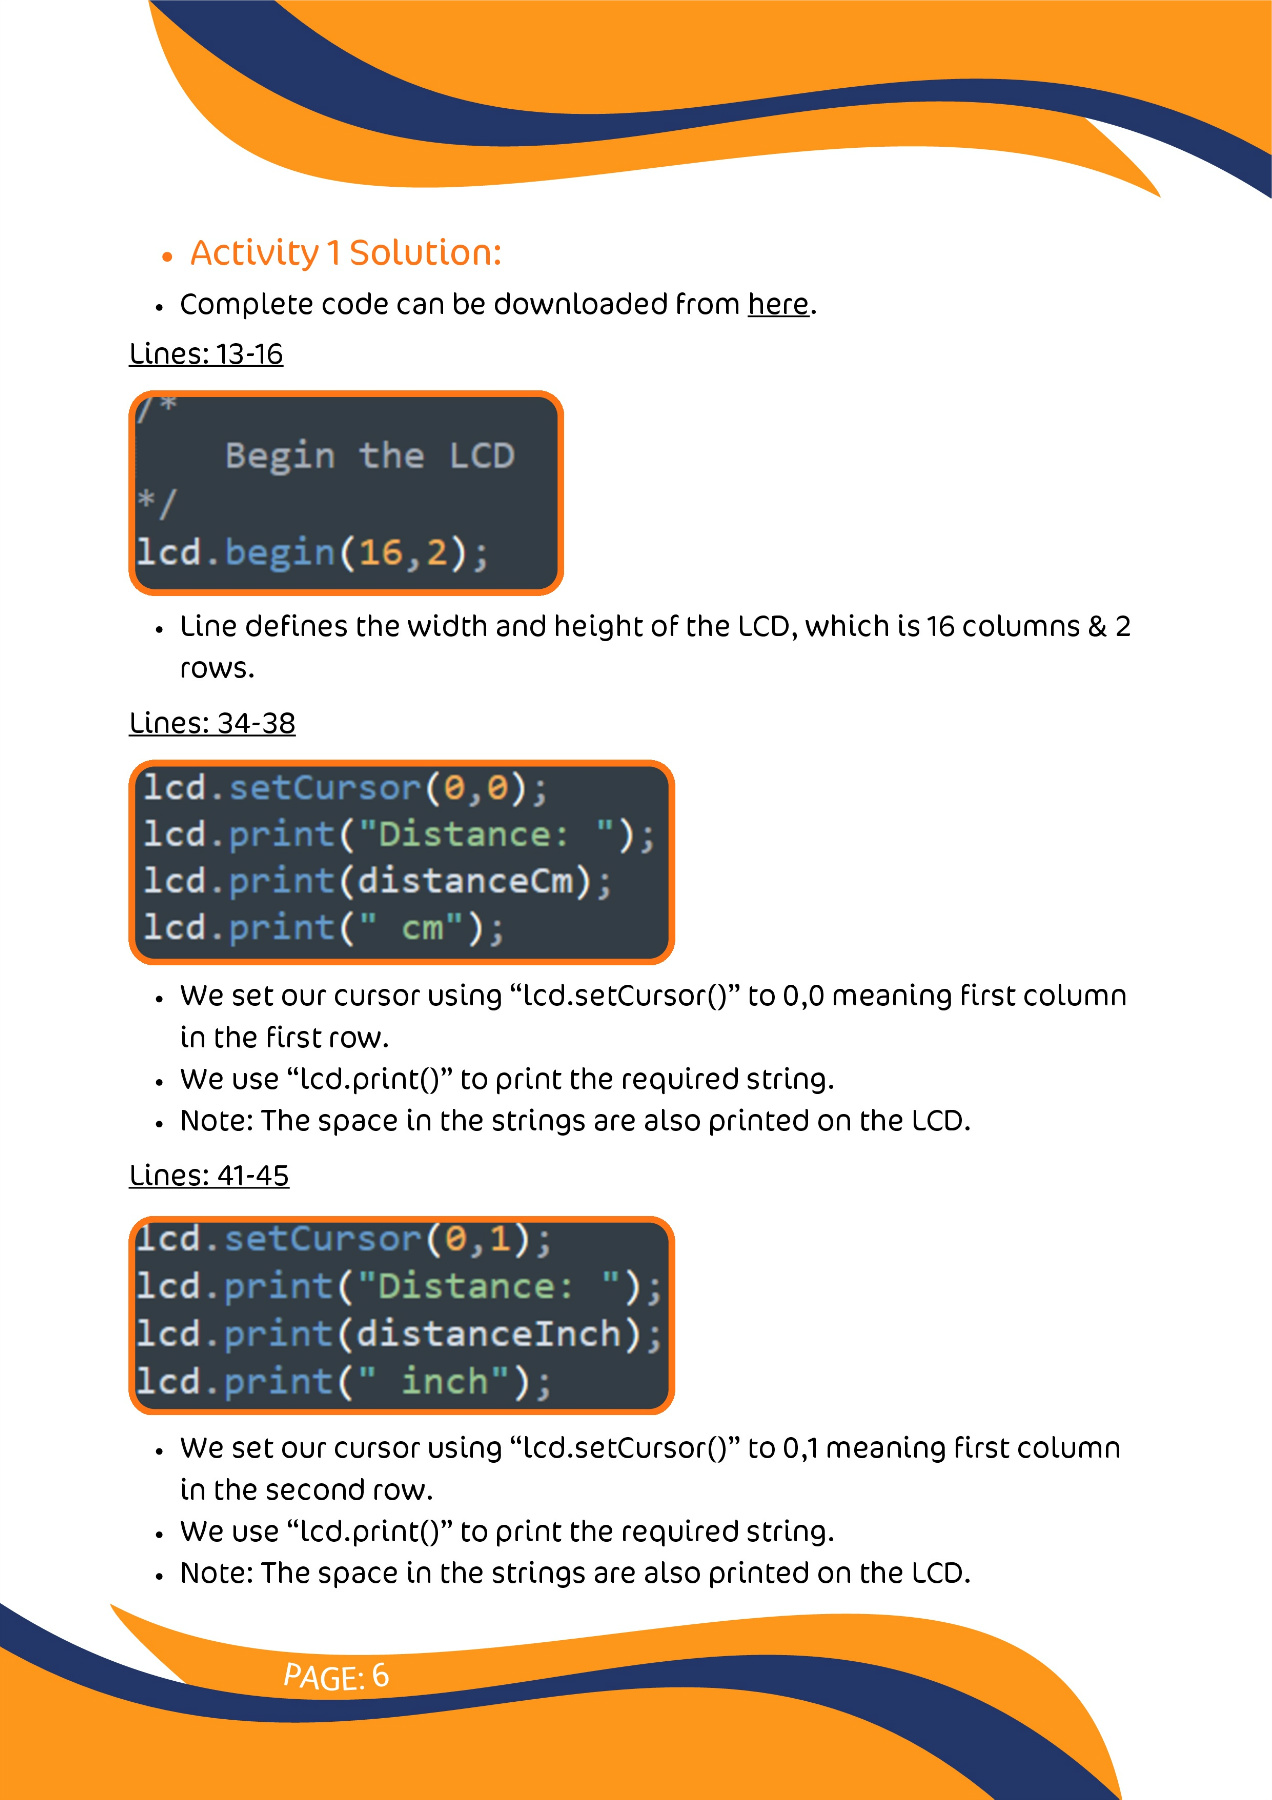 • Activity 1 Solution:
• Complete code can be downloaded from here.
Lines: 13-16
/*
Begin the LCD
*/
lcd.begin(16,2);
• Line defines the width and height of the LCD, which is 16 columns & 2
rows.
Lines: 34-38
lcd.setCursor(0,0);
lcd.print("Distance: ");
lcd.print(distanceCm);
lcd.print(" cm");
• We set our cursor using “lcd.setCursor()” to 0,0 meaning first column
in the first row.
• We use “lcd.print()” to print the required string.
• Note: The space in the strings are also printed on the LCD.
Lines: 41-45
lcd.setCursor(0,1);
lcd.print("Distance: ");
lcd.print(distanceInch);
lcd.print(" inch");
• We set our cursor using “lcd.setCursor()” to 0,1 meaning first column
in the second row.
• We use “lcd.print()” to print the required string.
• Note: The space in the strings are also printed on the LCD.
PAGE: 6